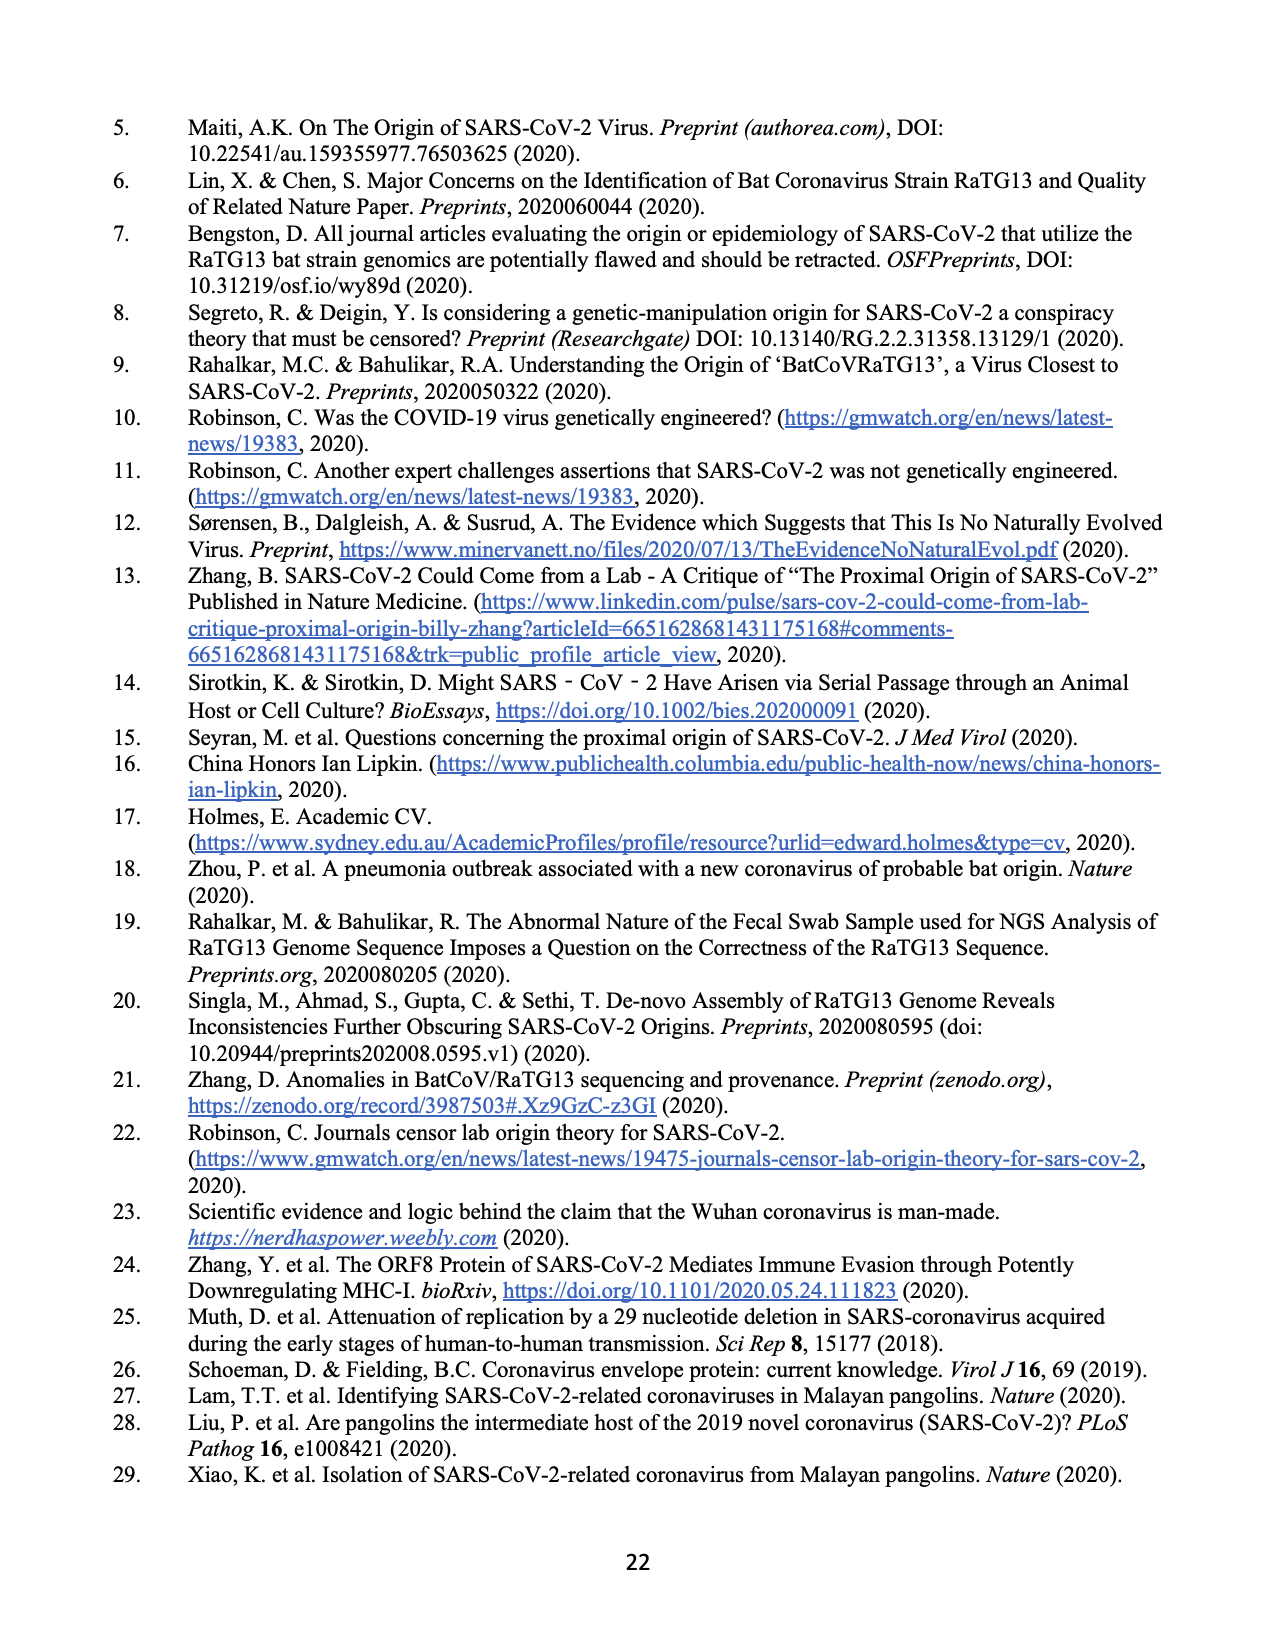 5. Maiti, A.K. On The Origin of SARS-CoV-2 Virus. Preprint (authorea.com), DOI:
10.22541/au.159355977.76503625 (2020).
6. Lin, X. & Chen, S. Major Concerns on the Identification of Bat Coronavirus Strain RaTG13 and Quality
of Related Nature Paper. Preprints, 2020060044 (2020).
7. Bengston, D. All journal articles evaluating the origin or epidemiology of SARS-CoV-2 that utilize the
RaTG13 bat strain genomics are potentially flawed and should be retracted. OSFPreprints, DOI:
10.31219/osf.io/wy89d (2020).
8. Segreto, R. & Deigin, Y. Is considering a genetic-manipulation origin for SARS-CoV-2 a conspiracy
theory that must be censored? Preprint (Researchgate) DOI: 10.13140/RG.2.2.31358.13129/1 (2020).
9. Rahalkar, M.C. & Bahulikar, R.A. Understanding the Origin of ‘BatCoVRaTG13’, a Virus Closest to
SARS-CoV-2. Preprints, 2020050322 (2020).
10. Robinson, C. Was the COVID-19 virus genetically engineered? (https://gmwatch.org/en/news/latest-
news/19383, 2020).
11. Robinson, C. Another expert challenges assertions that SARS-CoV-2 was not genetically engineered.
(https://gmwatch.org/en/news/latest-news/19383, 2020).
12. Sørensen, B., Dalgleish, A. & Susrud, A. The Evidence which Suggests that This Is No Naturally Evolved
Virus. Preprint, https://www.minervanett.no/files/2020/07/13/TheEvidenceNoNaturalEvol.pdf (2020).
13. Zhang, B. SARS-CoV-2 Could Come from a Lab - A Critique of “The Proximal Origin of SARS-CoV-2”
Published in Nature Medicine. (https://www.linkedin.com/pulse/sars-cov-2-could-come-from-lab-
critique-proximal-origin-billy-zhang?articleId=6651628681431175168#comments-
6651628681431175168&trk=public_profile_article_view, 2020).
14. Sirotkin, K. & Sirotkin, D. Might SARS‐CoV‐2 Have Arisen via Serial Passage through an Animal
Host or Cell Culture? BioEssays, https://doi.org/10.1002/bies.202000091 (2020).
15. Seyran, M. et al. Questions concerning the proximal origin of SARS-CoV-2. J Med Virol (2020).
16. China Honors Ian Lipkin. (https://www.publichealth.columbia.edu/public-health-now/news/china-honors-
ian-lipkin, 2020).
17. Holmes, E. Academic CV.
(https://www.sydney.edu.au/AcademicProfiles/profile/resource?urlid=edward.holmes&type=cv, 2020).
18. Zhou, P. et al. A pneumonia outbreak associated with a new coronavirus of probable bat origin. Nature
(2020).
19. Rahalkar, M. & Bahulikar, R. The Abnormal Nature of the Fecal Swab Sample used for NGS Analysis of
RaTG13 Genome Sequence Imposes a Question on the Correctness of the RaTG13 Sequence.
Preprints.org, 2020080205 (2020).
20. Singla, M., Ahmad, S., Gupta, C. & Sethi, T. De-novo Assembly of RaTG13 Genome Reveals
Inconsistencies Further Obscuring SARS-CoV-2 Origins. Preprints, 2020080595 (doi:
10.20944/preprints202008.0595.v1) (2020).
21. Zhang, D. Anomalies in BatCoV/RaTG13 sequencing and provenance. Preprint (zenodo.org),
https://zenodo.org/record/3987503#.Xz9GzC-z3GI (2020).
22. Robinson, C. Journals censor lab origin theory for SARS-CoV-2.
(https://www.gmwatch.org/en/news/latest-news/19475-journals-censor-lab-origin-theory-for-sars-cov-2,
2020).
23. Scientific evidence and logic behind the claim that the Wuhan coronavirus is man-made.
https://nerdhaspower.weebly.com (2020).
24. Zhang, Y. et al. The ORF8 Protein of SARS-CoV-2 Mediates Immune Evasion through Potently
Downregulating MHC-I. bioRxiv, https://doi.org/10.1101/2020.05.24.111823 (2020).
25. Muth, D. et al. Attenuation of replication by a 29 nucleotide deletion in SARS-coronavirus acquired
during the early stages of human-to-human transmission. Sci Rep 8, 15177 (2018).
26. Schoeman, D. & Fielding, B.C. Coronavirus envelope protein: current knowledge. Virol J 16, 69 (2019).
27. Lam, T.T. et al. Identifying SARS-CoV-2-related coronaviruses in Malayan pangolins. Nature (2020).
28. Liu, P. et al. Are pangolins the intermediate host of the 2019 novel coronavirus (SARS-CoV-2)? PLoS
Pathog 16, e1008421 (2020).
29. Xiao, K. et al. Isolation of SARS-CoV-2-related coronavirus from Malayan pangolins. Nature (2020).
22